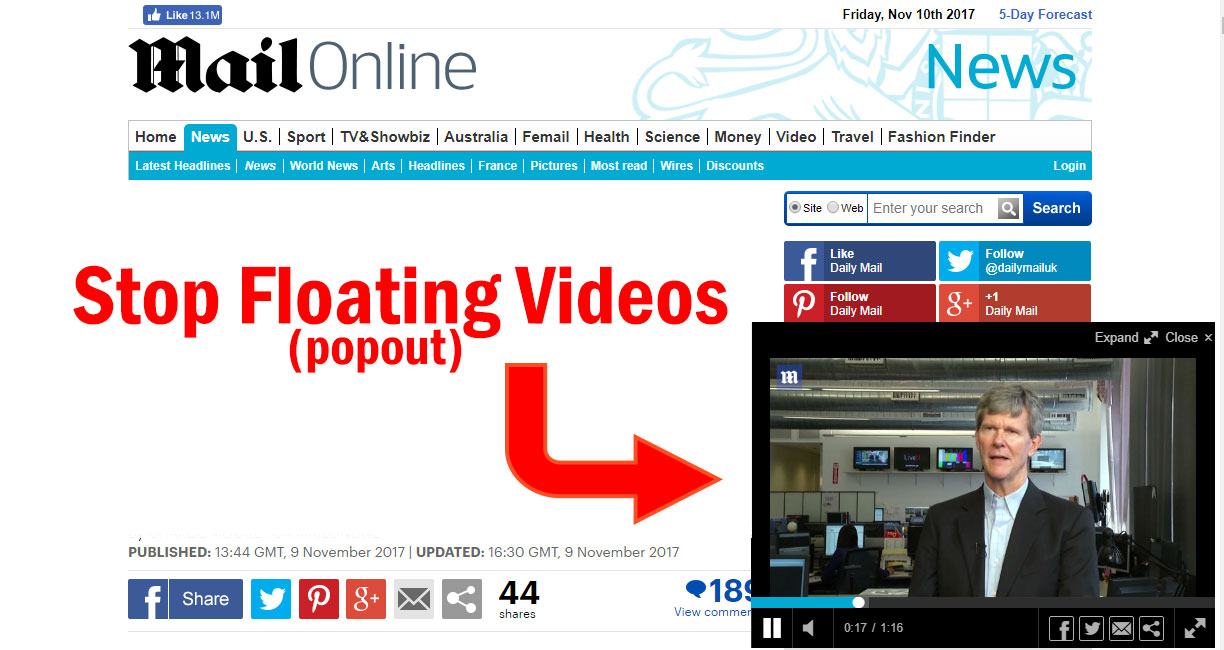 Like 13.1M
Friday, Nov 10th 2017 5-Day Forecast
Mail Online
News
Home News U.S. Sport TV&Showbiz Australia Femail Health Science Money Video Travel Fashion Finder
Latest Headlines News World News Arts Headlines France Pictures Most read Wires Discounts Login
Site Web Enter your search Search
Like
Daily Mail
Follow
@dailymailuk
Follow
Daily Mail
+1
Daily Mail
Stop Floating Videos
(popout)
Expand Close ×
m
PUBLISHED: 13:44 GMT, 9 November 2017 | UPDATED: 16:30 GMT, 9 November 2017
Share
44
shares
189
View commen
0:17 / 1:16